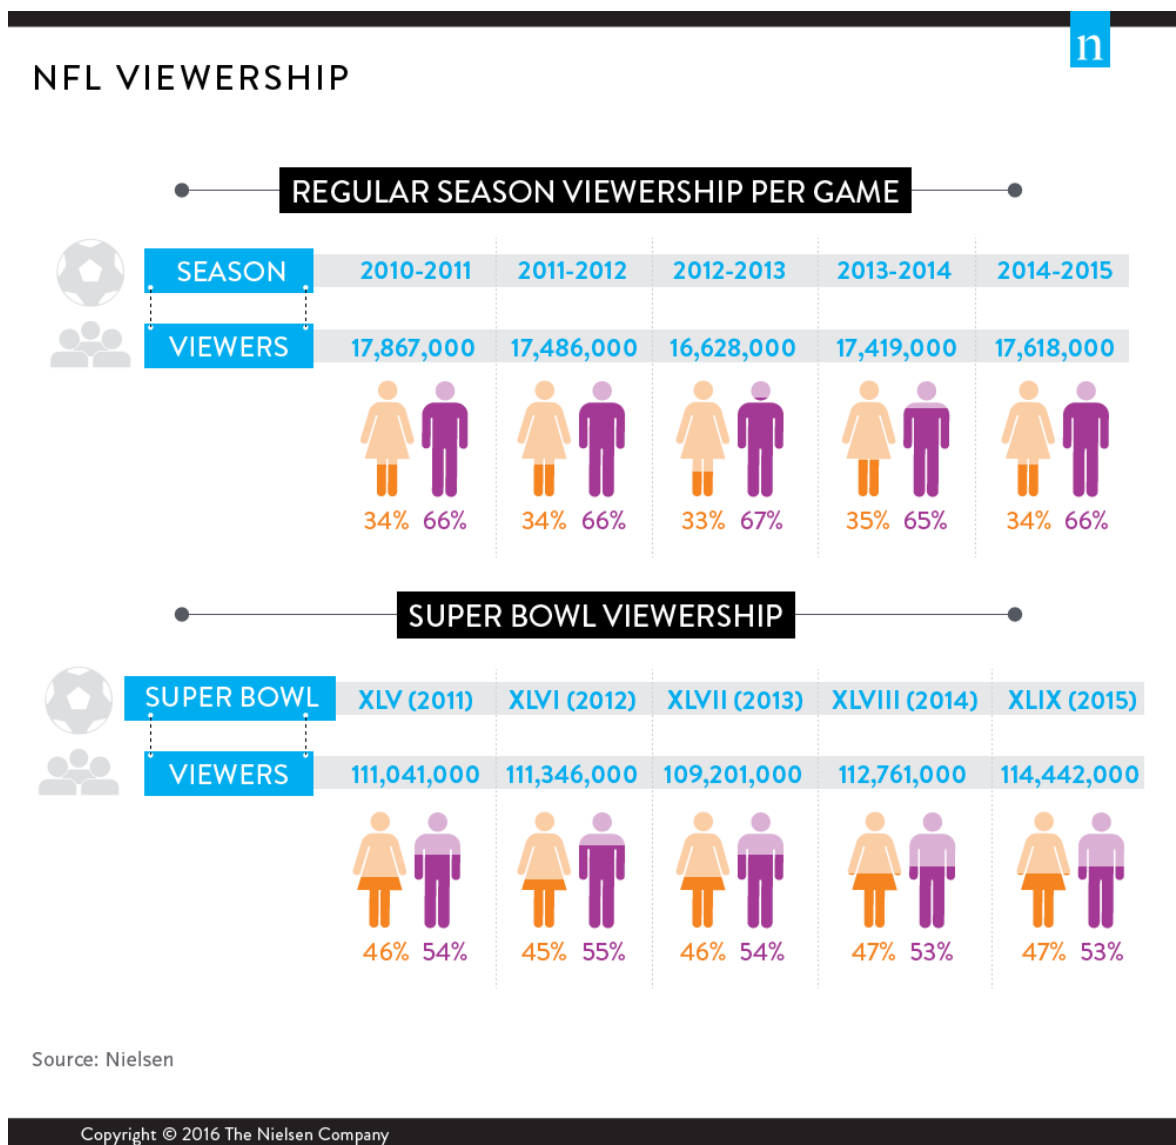 n
NFL VIEWERSHIP
REGULAR SEASON VIEWERSHIP PER GAME
SEASON 2010-2011 2011-2012 2012-2013 2013-2014 2014-2015
VIEWERS 17,867,000 17,486,000 16,628,000 17,419,000 17,618,000
34% 66% 34% 66% 33% 67% 35% 65% 34% 66%
SUPER BOWL VIEWERSHIP
SUPER BOWL XLV (2011) XLVI (2012) XLVII (2013) XLVIII (2014) XLIX (2015)
VIEWERS 111,041,000 111,346,000 109,201,000 112,761,000 114,442,000
46% 54% 45% 55% 46% 54% 47% 53% 47% 53%
Source: Nielsen
Copyright © 2016 The Nielsen Company